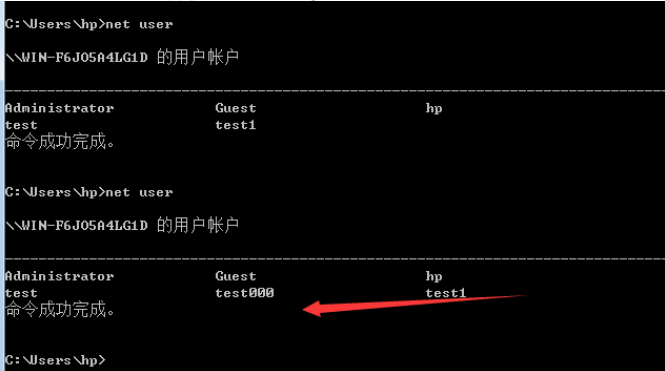 C:\Users\hp>net user
\\WIN-F6JO5A4LG1D 的用户帐户
-------------------------------------------------------------------------------
Administrator Guest hp
test test1
命令成功完成。
C:\Users\hp>net user
\\WIN-F6JO5A4LG1D 的用户帐户
-------------------------------------------------------------------------------
Administrator Guest hp
test test000 test1
命令成功完成。
C:\Users\hp>